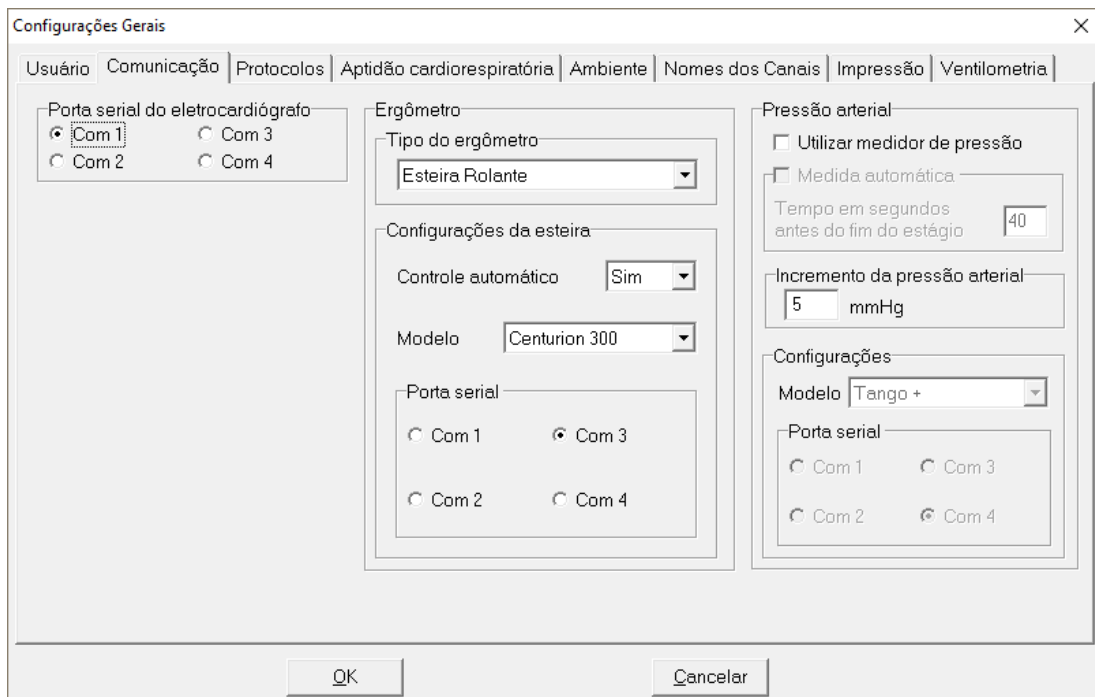 Configurações Gerais
Usuário Comunicação Protocolos Aptidão cardiorespiratória Ambiente Nomes dos Canais Impressão Ventilometria
Porta serial do eletrocardiógrafo
Com 1 Com 3
Com 2 Com 4
Ergômetro
Tipo do ergômetro
Esteira Rolante
Configurações da esteira
Controle automático Sim
Modelo Centurion 300
Porta serial
Com 1 Com 3
Com 2 Com 4
Pressão arterial
Utilizar medidor de pressão
Medida automática
Tempo em segundos
antes do fim do estágio 40
Incremento da pressão arterial
5 mmHg
Configurações
Modelo Tango +
Porta serial
Com 1 Com 3
Com 2 Com 4
OK Cancelar